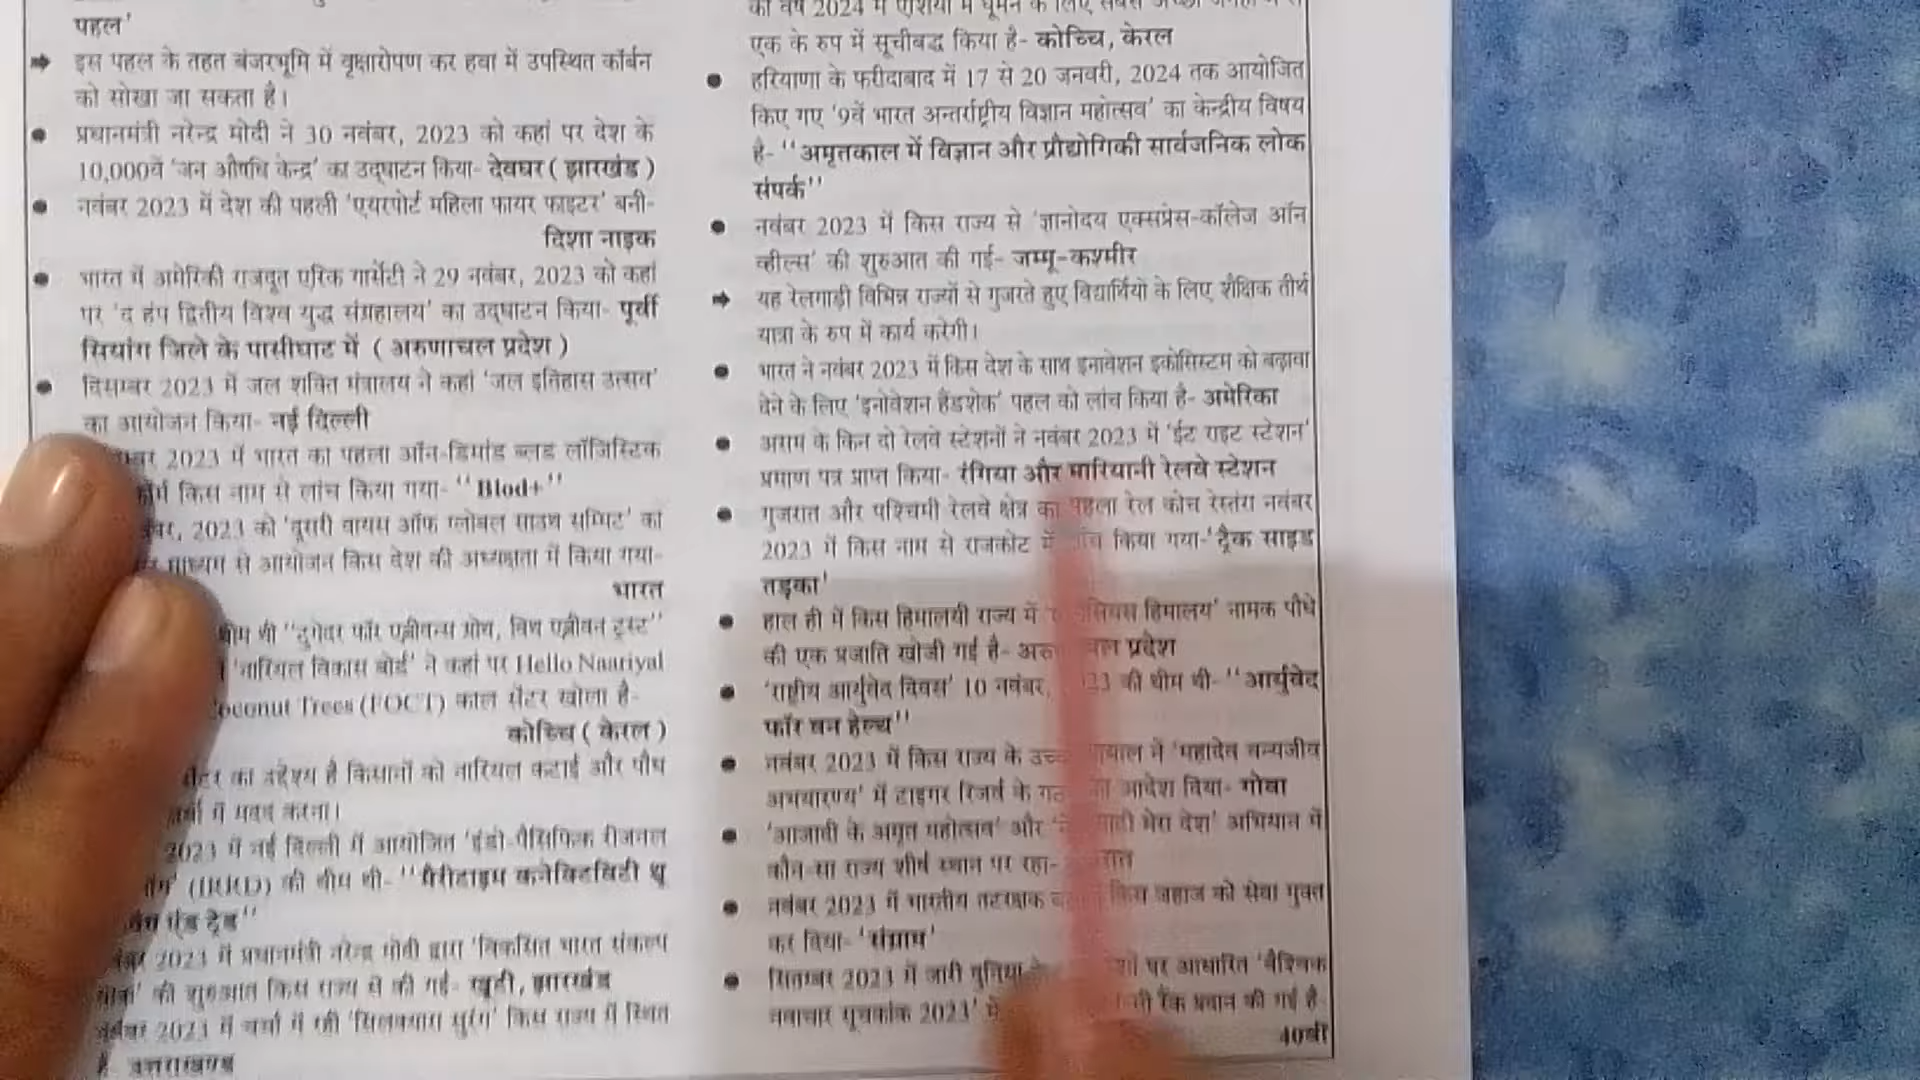 पहल'
इस पहल के तहत बंजरभूमि में वृक्षारोपण कर हवा में उपस्थित कॉर्बन
को सोखा जा सकता है।
प्रधानमंत्री नरेन्द्र मोदी ने 30 नवंबर, 2023 को कहां पर देश के
10,000वें 'जन औषधि केन्द्र' का उद्घाटन किया- देवघर ( झारखंड )
नवंबर 2023 में देश की पहली 'एयरपोर्ट महिला फायर फाइटर' बनी-
दिशा नाइक
भारत में अमेरिकी राजदूत एरिक गार्सेटी ने 29 नवंबर, 2023 को कहां
पर 'द हंप द्वितीय विश्व युद्ध संग्रहालय' का उद्घाटन किया- पूर्वी
सियांग जिले के पासीघाट में ( अरुणाचल प्रदेश )
दिसम्बर 2023 में जल शक्ति मंत्रालय ने कहां 'जल इतिहास उत्सव'
का आयोजन किया- नई दिल्ली
2023 में भारत का पहला ऑन-डिमांड ब्लड लॉजिस्टिक
किस नाम से लांच किया गया- ''Blod+''
2023 को 'दूसरी वायस ऑफ ग्लोबल साउथ सम्मिट' का
माध्यम से आयोजन किस देश की अध्यक्षता में किया गया-
भारत
थीम थी ''टुगेदर फॉर एव्रीवन्स ग्रोथ, विथ एव्रीवन ट्रस्ट''
'नारियल विकास बोर्ड' ने कहां पर Hello Naariyal
Coconut Trees (FOCT) काल सेंटर खोला है-
कोच्चि ( केरल )
का उद्देश्य है किसानों को नारियल कटाई और पौध
में मदद करना।
2023 में नई दिल्ली में आयोजित 'इंडो-पैसिफिक रीजनल
की थीम थी- ''मैरीटाइम कनेक्टिविटी थ्रू
एंड ट्रेड''
2023 में प्रधानमंत्री नरेन्द्र मोदी द्वारा 'विकसित भारत संकल्प
की शुरुआत किस राज्य से की गई- खूंटी, झारखंड
2023 में चर्चा में रही 'सिलक्यारा सुरंग' किस राज्य में स्थित
है- उत्तराखण्ड
एक के रुप में सूचीबद्ध किया है- कोच्चि, केरल
हरियाणा के फरीदाबाद में 17 से 20 जनवरी, 2024 तक आयोजित
किए गए '9वें भारत अन्तर्राष्ट्रीय विज्ञान महोत्सव' का केन्द्रीय विषय
है- ''अमृतकाल में विज्ञान और प्रौद्योगिकी सार्वजनिक लोक
संपर्क''
नवंबर 2023 में किस राज्य से 'ज्ञानोदय एक्सप्रेस-कॉलेज ऑन
व्हील्स' की शुरुआत की गई- जम्मू-कश्मीर
यह रेलगाड़ी विभिन्न राज्यों से गुजरते हुए विद्यार्थियों के लिए शैक्षिक तीर्थ
यात्रा के रुप में कार्य करेगी।
भारत ने नवंबर 2023 में किस देश के साथ इनावेशन इकोसिस्टम को बढ़ावा
देने के लिए 'इनोवेशन हैंडशेक' पहल को लांच किया है- अमेरिका
असम के किन दो रेलवे स्टेशनों ने नवंबर 2023 में 'ईट राइट स्टेशन'
प्रमाण पत्र प्राप्त किया- रंगिया और मारियानी रेलवे स्टेशन
गुजरात और पश्चिमी रेलवे क्षेत्र का पहला रेल कोच रेस्तरां नवंबर
2023 में किस नाम से राजकोट में किया गया-'ट्रैक साइड
तड़का'
हाल ही में किस हिमालयी राज्य में हिमालय' नामक पौधे
की एक प्रजाति खोजी गई है- प्रदेश
'राष्ट्रीय आर्युवेद दिवस' 10 नवंबर, की थीम थी- ''आर्युवेद
फॉर वन हेल्थ''
नवंबर 2023 में किस राज्य के उच्च ने 'महादेव वन्यजीव
अभयारण्य' में टाइगर रिजर्व के आदेश दिया- गोवा
'आजादी के अमृत महोत्सव' और मेरा देश' अभियान में
कौन-सा राज्य शीर्ष स्थान पर रहा-
नवंबर 2023 में भारतीय तटरक्षक किस जहाज को सेवा मुक्त
कर दिया- 'संग्राम'
सितम्बर 2023 में जारी दुनिया पर आधारित 'वैश्विक
नवाचार सूचकांक 2023' में रैंक प्रदान की गई है-
40वीं